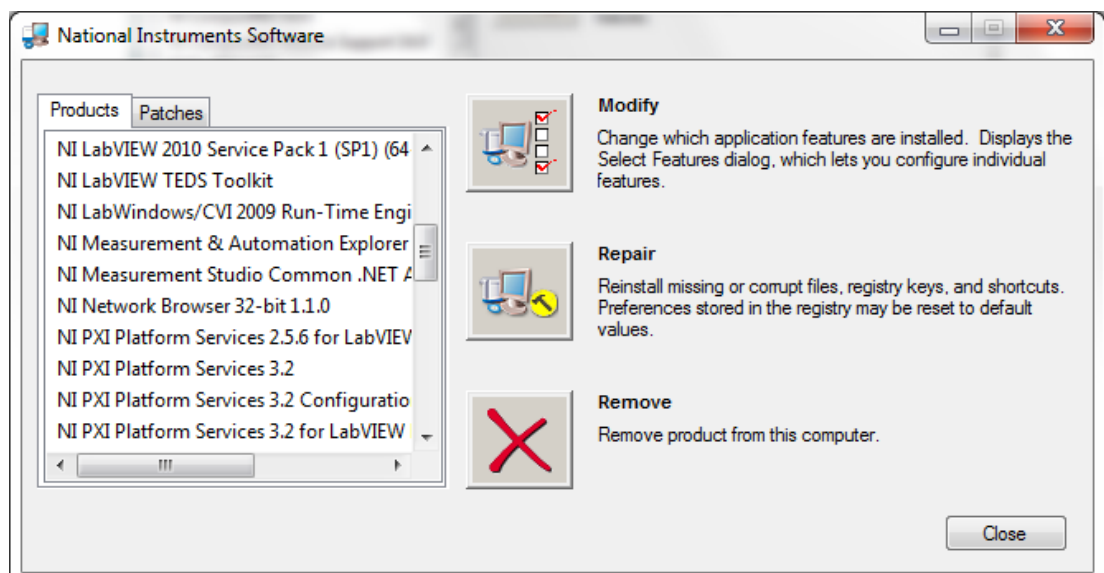 National Instruments Software
Products
Patches
NI LabVIEW 2010 Service Pack 1 (SP1) (64
NI LabVIEW TEDS Toolkit
NI LabWindows/CVI 2009 Run-Time Engi
NI Measurement & Automation Explorer
NI Measurement Studio Common .NET A
NI Network Browser 32-bit 1.1.0
NI PXI Platform Services 2.5.6 for LabVIEW
NI PXI Platform Services 3.2
NI PXI Platform Services 3.2 Configuratio
NI PXI Platform Services 3.2 for LabVIEW
Modify
Change which application features are installed. Displays the
Select Features dialog, which lets you configure individual
features.
Repair
Reinstall missing or corrupt files, registry keys, and shortcuts.
Preferences stored in the registry may be reset to default
values.
Remove
Remove product from this computer.
Close